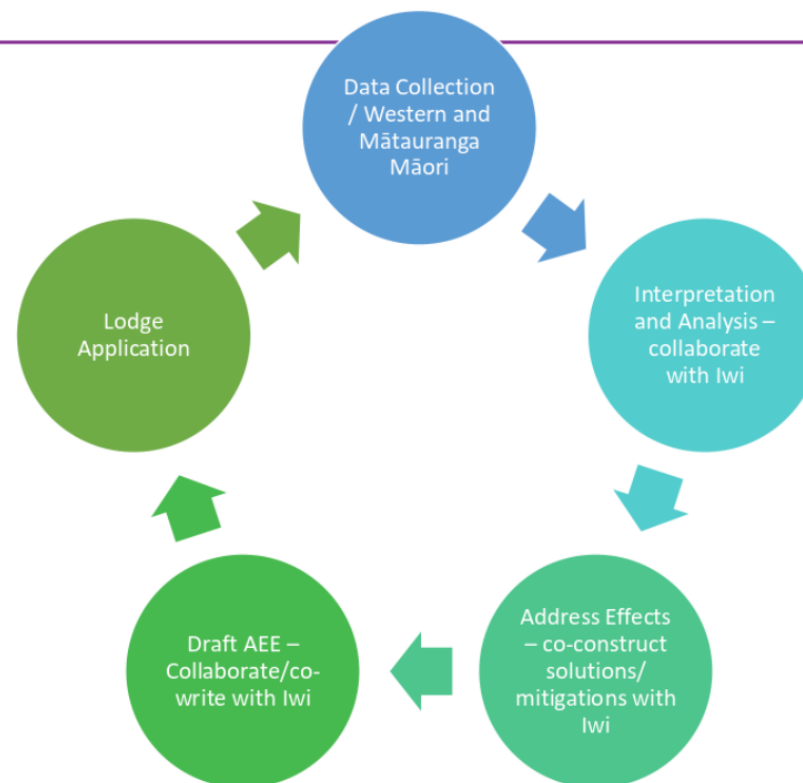 Data Collection
/ Western and
Mātauranga
Māori
Interpretation
and Analysis –
collaborate
with Iwi
Address Effects
– co-construct
solutions/
mitigations with
Iwi
Draft AEE –
Collaborate/co-
write with Iwi
Lodge
Application